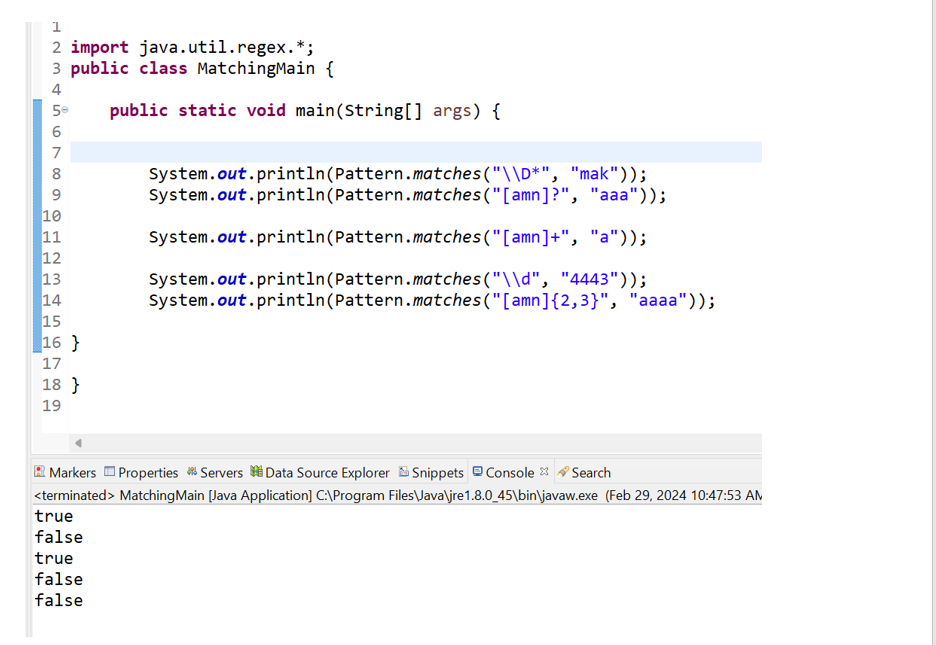 1
2 import java.util.regex.*;
3 public class MatchingMain {
4
5 public static void main(String[] args) {
6
7
8 System.out.println(Pattern.matches("\\D*", "mak"));
9 System.out.println(Pattern.matches("[amn]?", "aaa"));
10
11 System.out.println(Pattern.matches("[amn]+", "a"));
12
13 System.out.println(Pattern.matches("\\d", "4443"));
14 System.out.println(Pattern.matches("[amn]{2,3}", "aaaa"));
15
16 }
17
18 }
19
Markers Properties Servers Data Source Explorer Snippets Console Search
<terminated> MatchingMain [Java Application] C:\Program Files\Java\jre1.8.0_45\bin\javaw.exe (Feb 29, 2024 10:47:53 AM
true
false
true
false
false